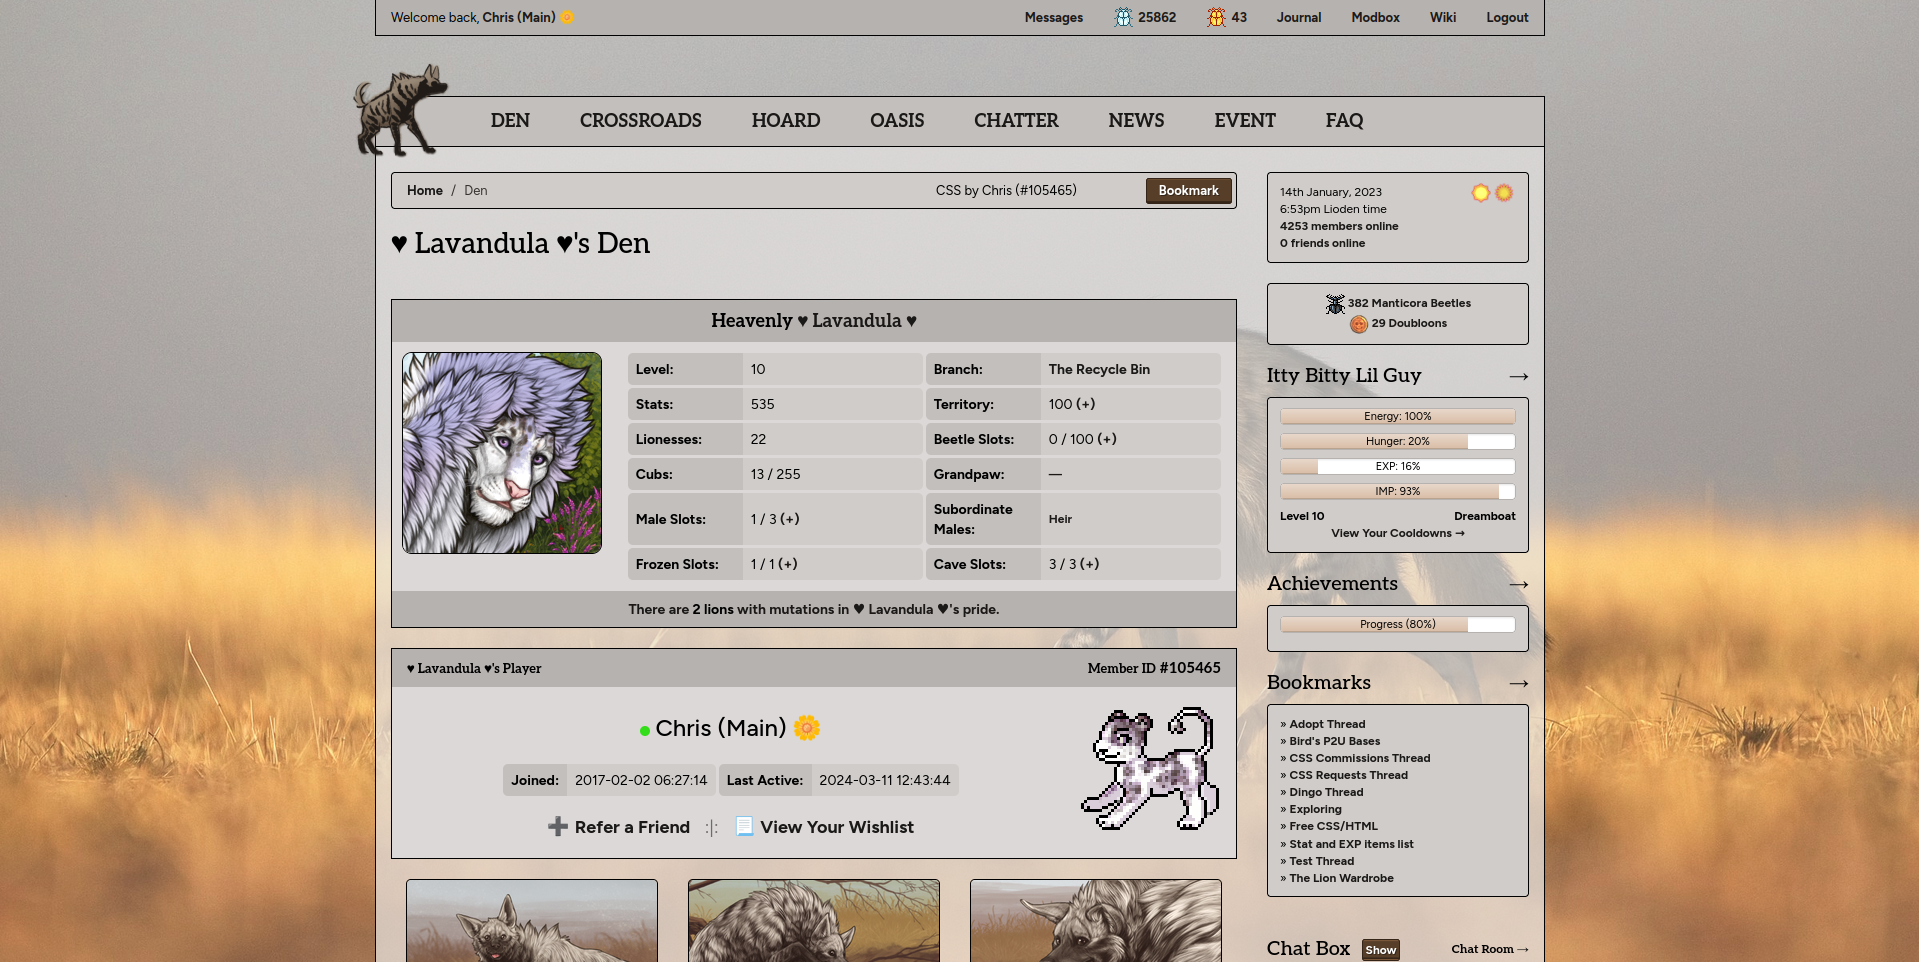 Welcome back, Chris (Main)
Messages 25862 43 Journal Modbox Wiki Logout
DEN CROSSROADS HOARD OASIS CHATTER NEWS EVENT FAQ
Home / Den CSS by Chris (#105465) Bookmark
♥ Lavandula ♥'s Den
Heavenly ♥ Lavandula ♥
Level: 10 Branch: The Recycle Bin
Stats: 535 Territory: 100 (+)
Lionesses: 22 Beetle Slots: 0 / 100 (+)
Cubs: 13 / 255 Grandpaw: —
Male Slots: 1 / 3 (+) Subordinate Males: Heir
Frozen Slots: 1 / 1 (+) Cave Slots: 3 / 3 (+)
There are 2 lions with mutations in ♥ Lavandula ♥'s pride.
♥ Lavandula ♥'s Player Member ID #105465
Chris (Main)
Joined: 2017-02-02 06:27:14 Last Active: 2024-03-11 12:43:44
Refer a Friend :|: View Your Wishlist
14th January, 2023
6:53pm Lioden time
4253 members online
0 friends online
382 Manticora Beetles
29 Doubloons
Itty Bitty Lil Guy →
Energy: 100%
Hunger: 20%
EXP: 16%
IMP: 93%
Level 10 Dreamboat
View Your Cooldowns →
Achievements →
Progress (80%)
Bookmarks →
» Adopt Thread
» Bird's P2U Bases
» CSS Commissions Thread
» CSS Requests Thread
» Dingo Thread
» Exploring
» Free CSS/HTML
» Stat and EXP items list
» Test Thread
» The Lion Wardrobe
Chat Box Show Chat Room →